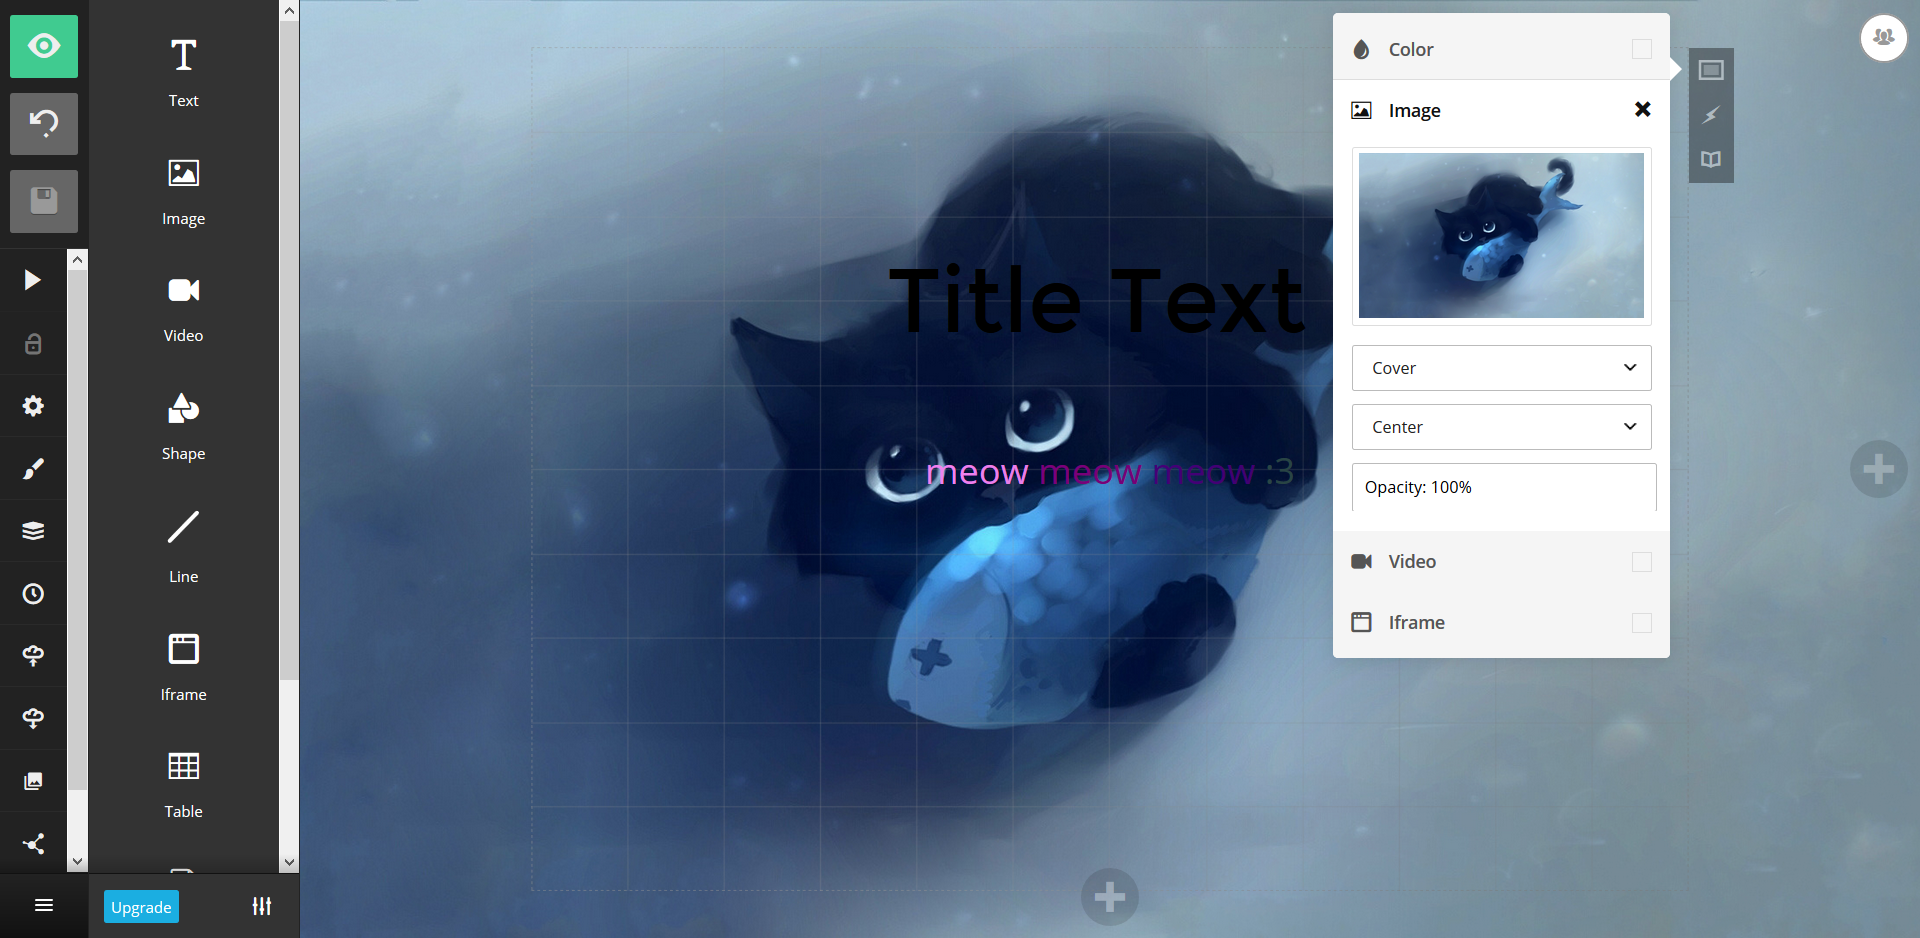 Text
Image
Video
Shape
Line
Iframe
Table
Upgrade
Title Text
meow meow meow :3
Color
Image
Cover
Center
Opacity: 100%
Video
Iframe